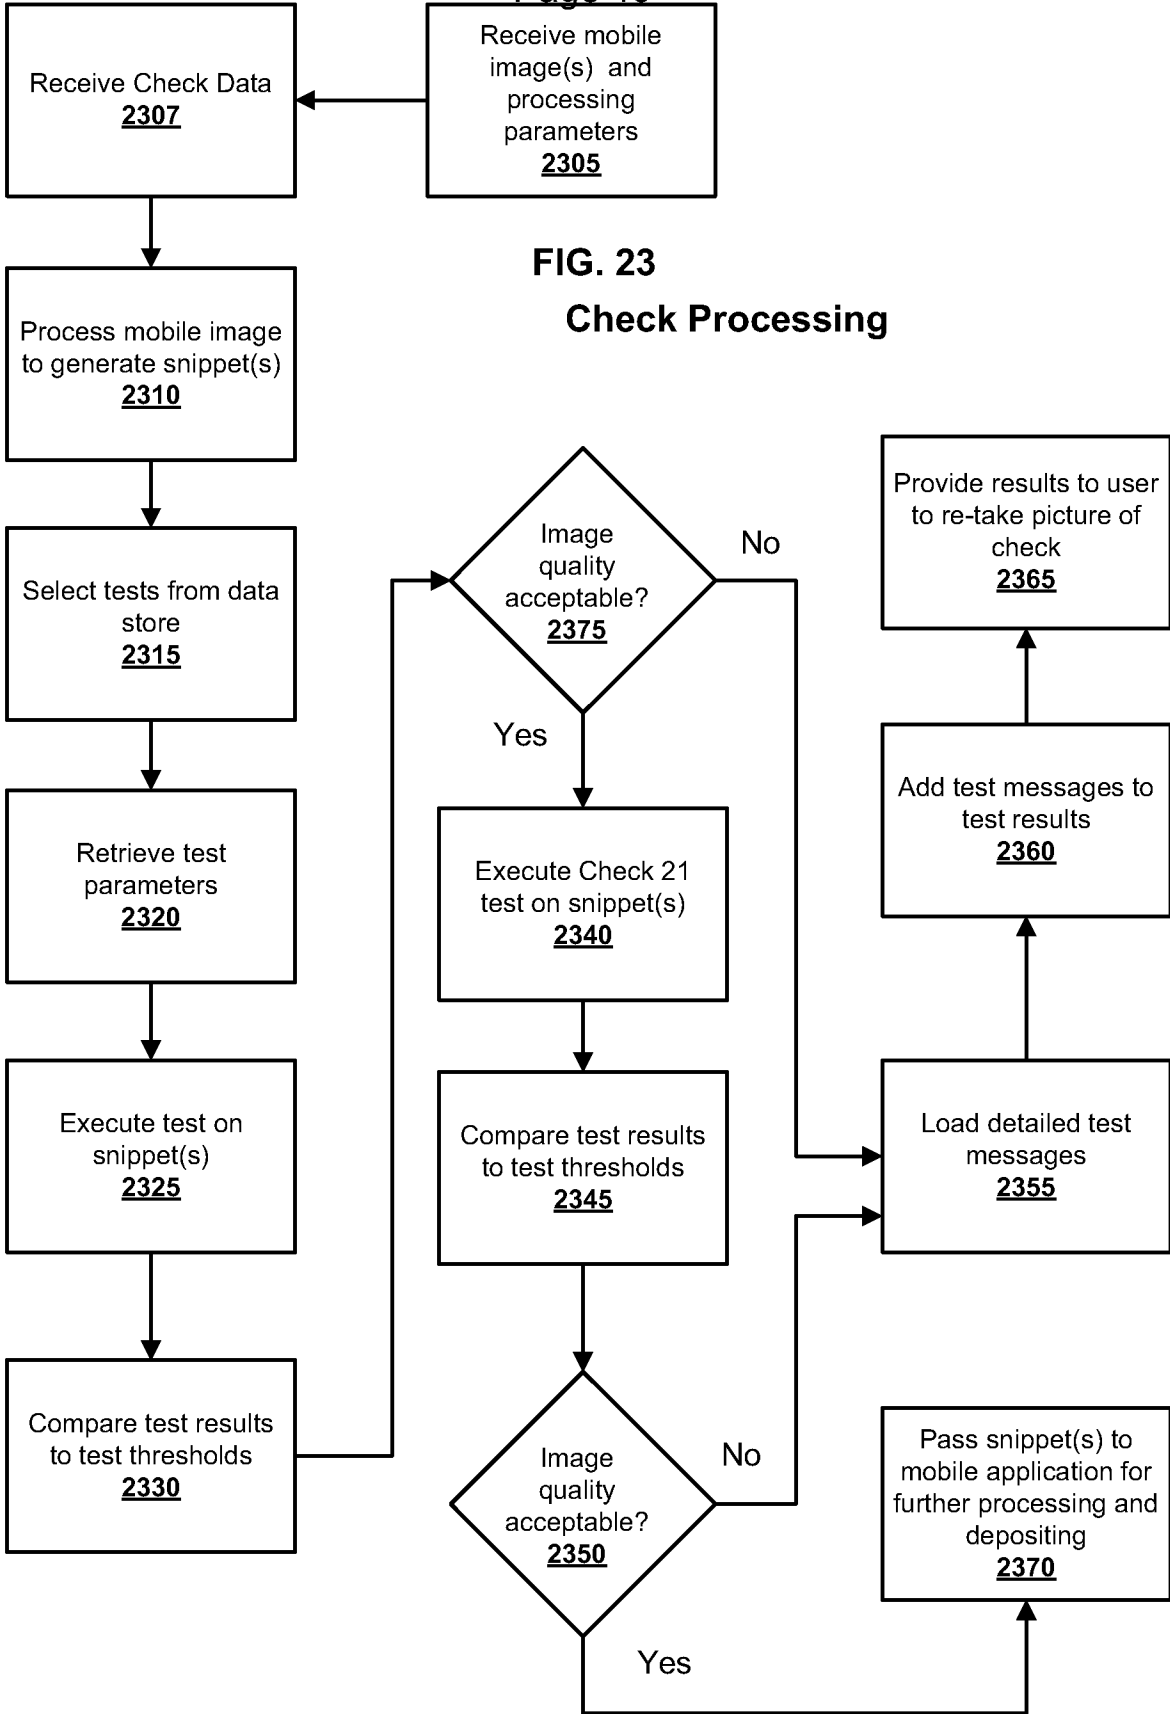 Receive mobile
image(s) and
processing
parameters
2305
Receive Check Data
2307
FIG. 23
Check Processing
Process mobile image
to generate snippet(s)
2310
Select tests from data
store
2315
Retrieve test
parameters
2320
Execute test on
snippet(s)
2325
Compare test results
to test thresholds
2330
Image
quality
acceptable?
2375
No
Yes
Execute Check 21
test on snippet(s)
2340
Compare test results
to test thresholds
2345
Image
quality
acceptable?
2350
No
Yes
Provide results to user
to re-take picture of
check
2365
Add test messages to
test results
2360
Load detailed test
messages
2355
Pass snippet(s) to
mobile application for
further processing and
depositing
2370